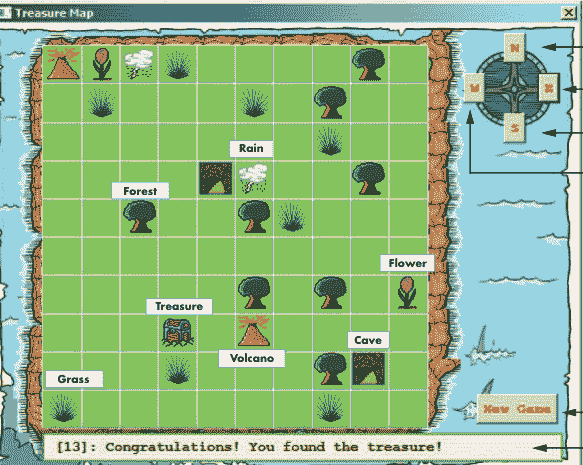 Treasure Map
N
Rain
W
S
Forest
Flower
Treasure
Volcano
Cave
Grass
New Game
[13]: Congratulations! You found the treasure!